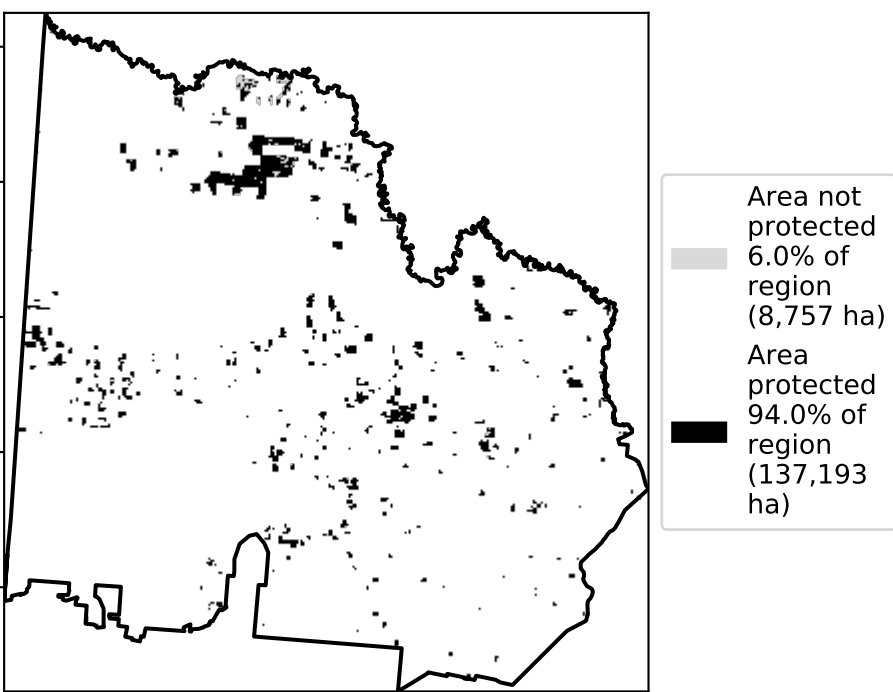 Area not
protected
6.0% of
region
(8,757 ha)
Area
protected
94.0% of
region
(137,193
ha)